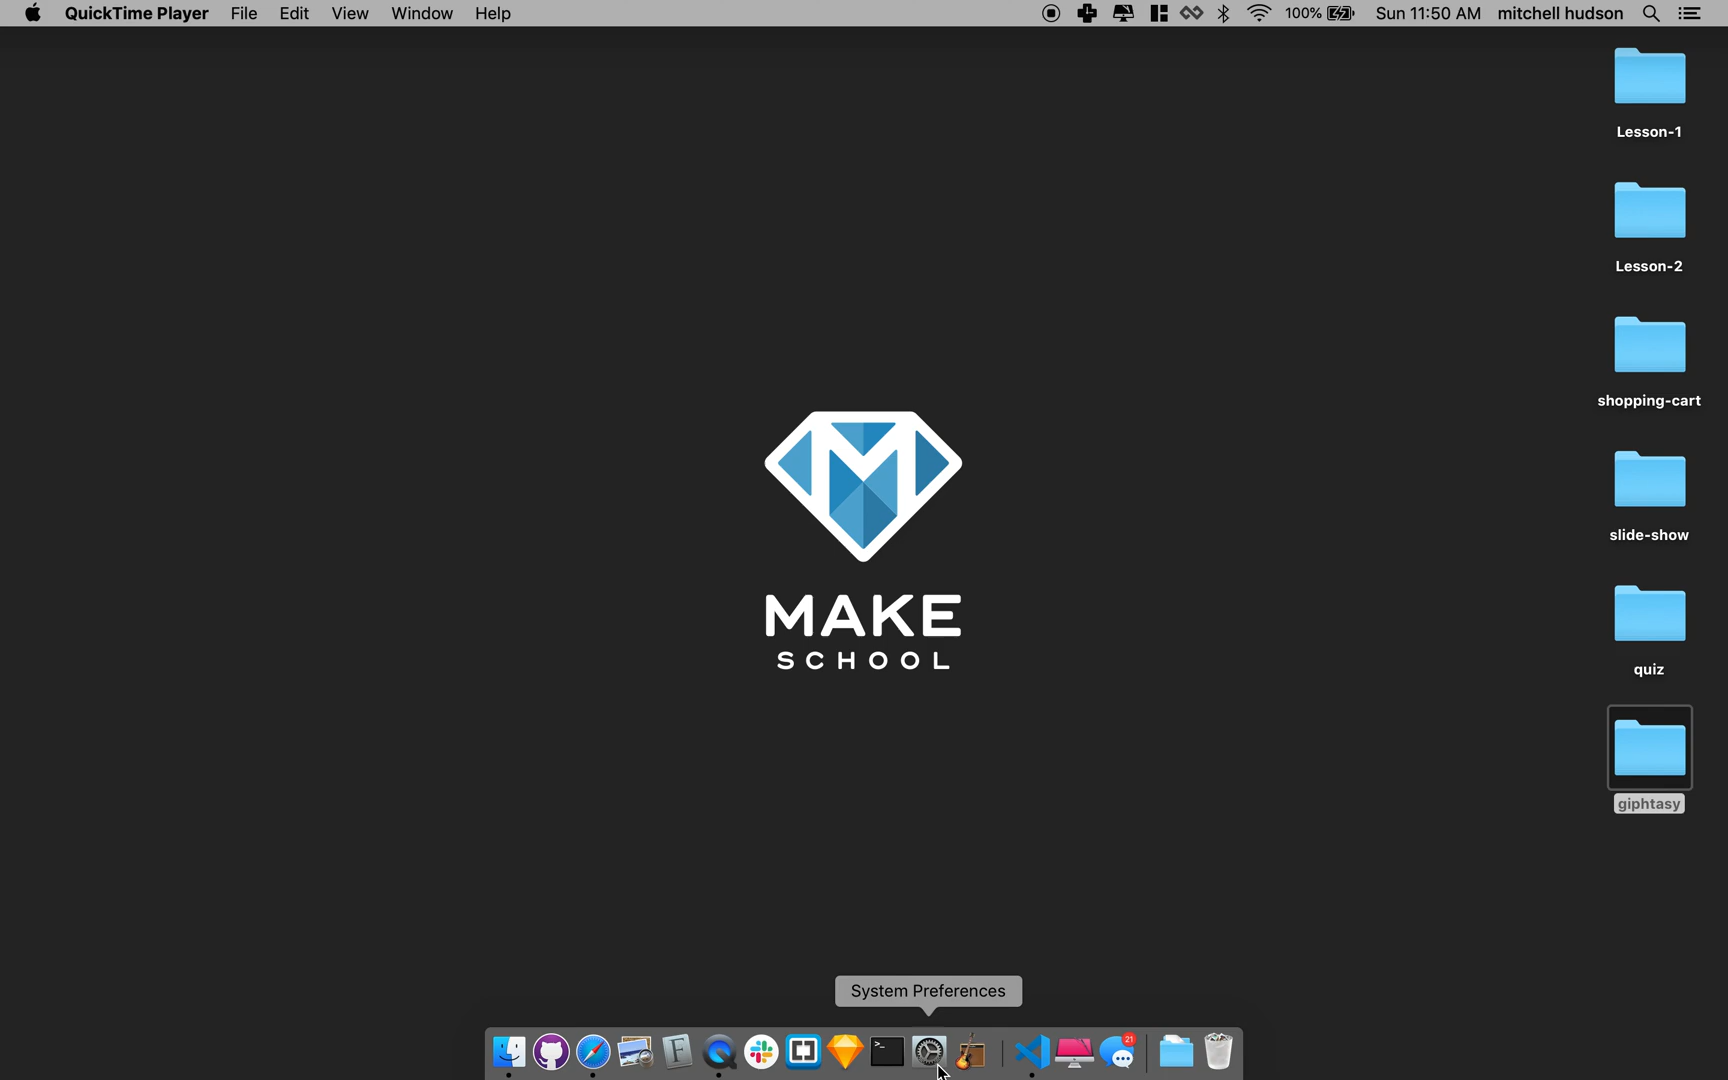 QuickTime Player File Edit View Window Help 100% Sun 11:50 AM mitchell hudson
Lesson-1
Lesson-2
shopping-cart
slide-show
quiz
giphtasy
MAKE
SCHOOL
System Preferences
21